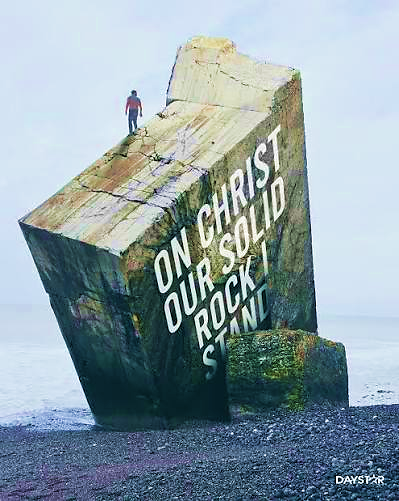 ON CHRIST
OUR SOLID
ROCK I
STAND
DAYSTAR